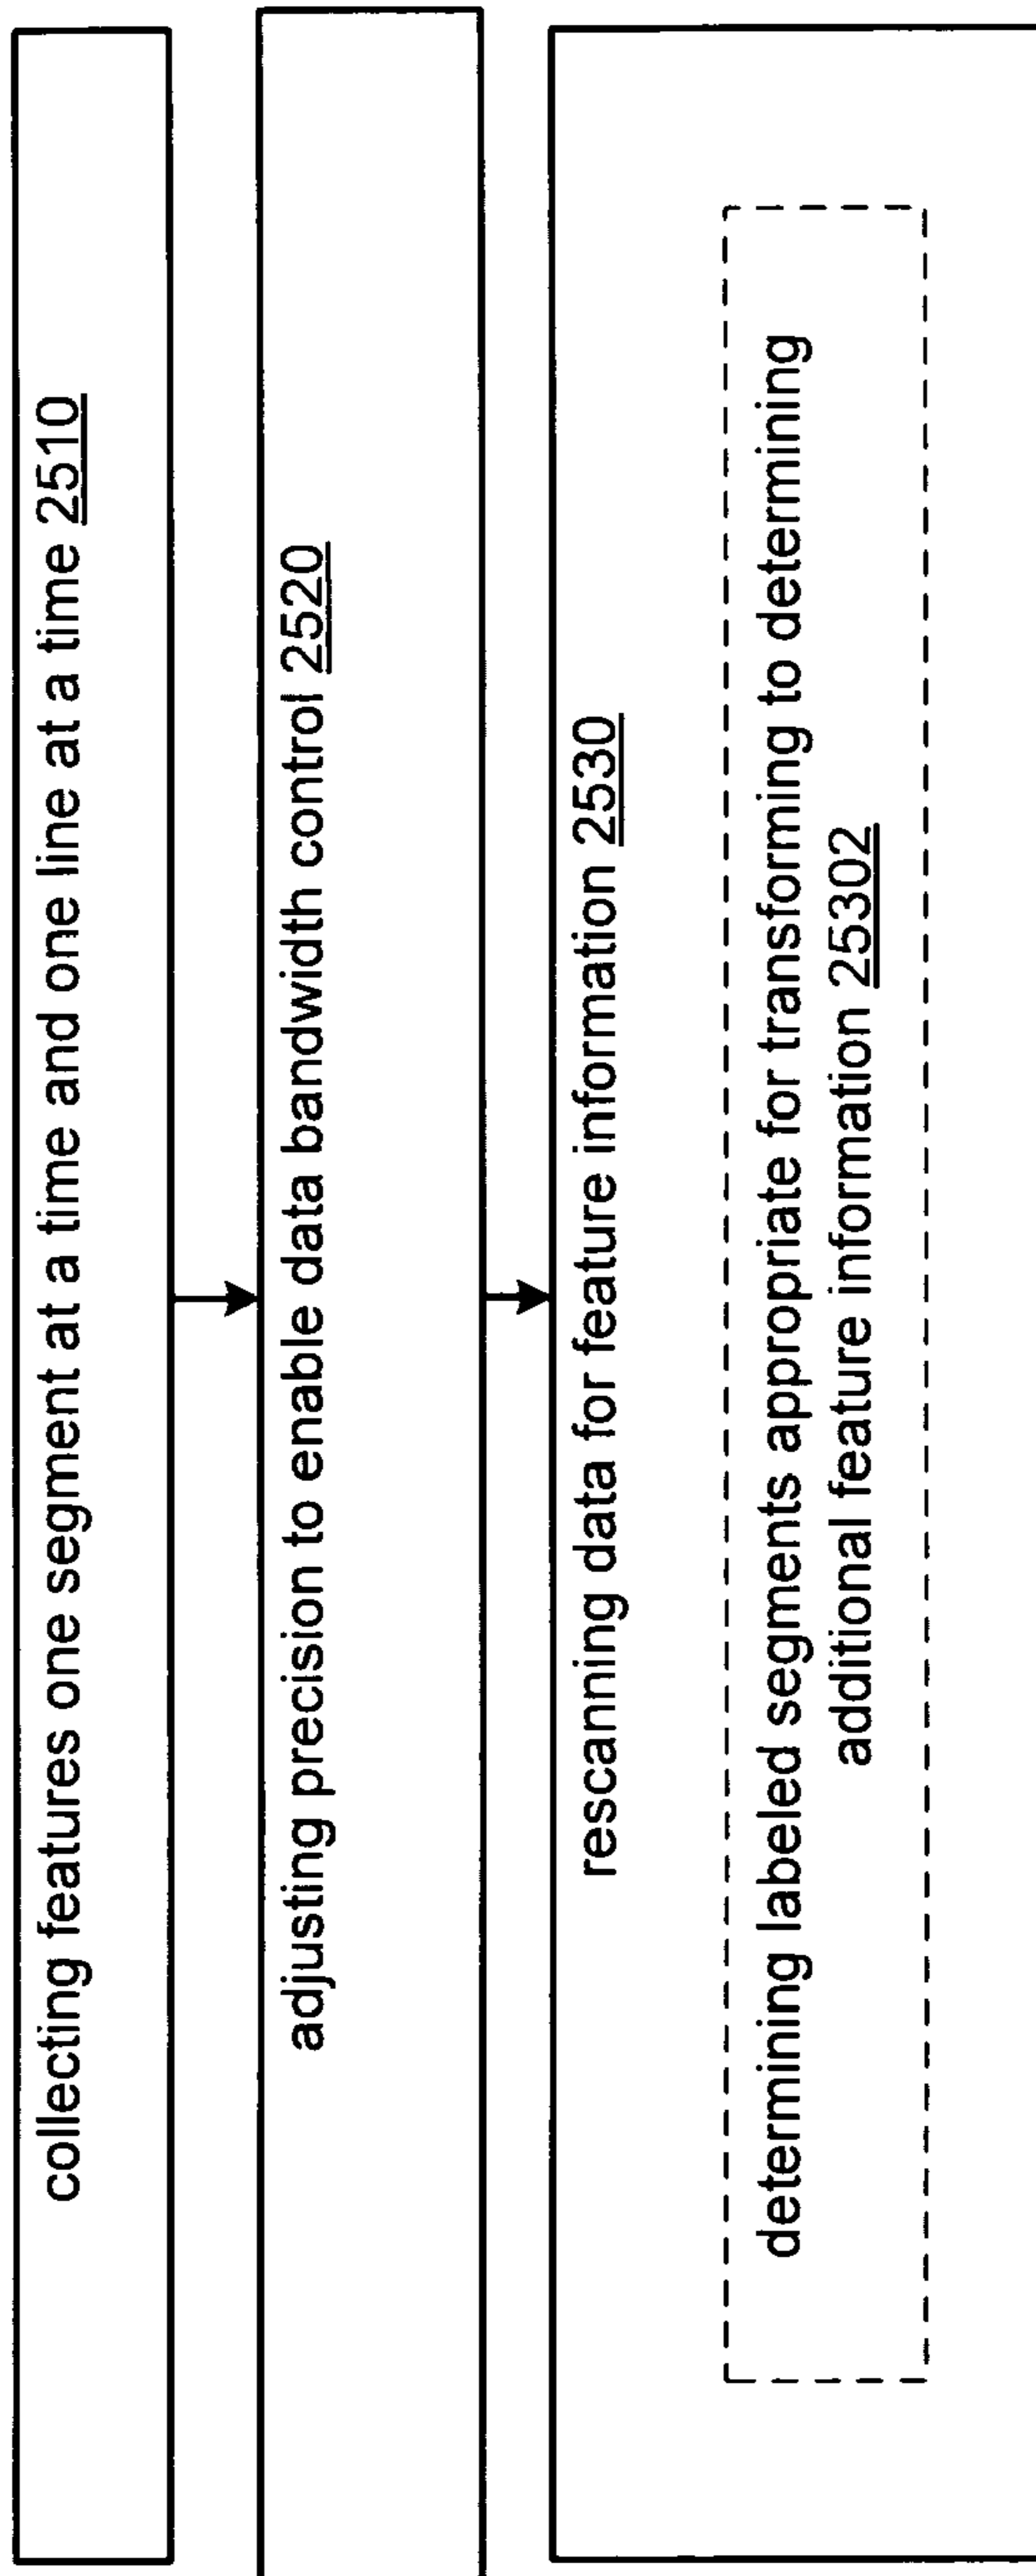 collecting features one segment at a time and one line at a time 2510
adjusting precision to enable data bandwidth control 2520
rescanning data for feature information 2530
determining labeled segments appropriate for transforming to determining
additional feature information 25302